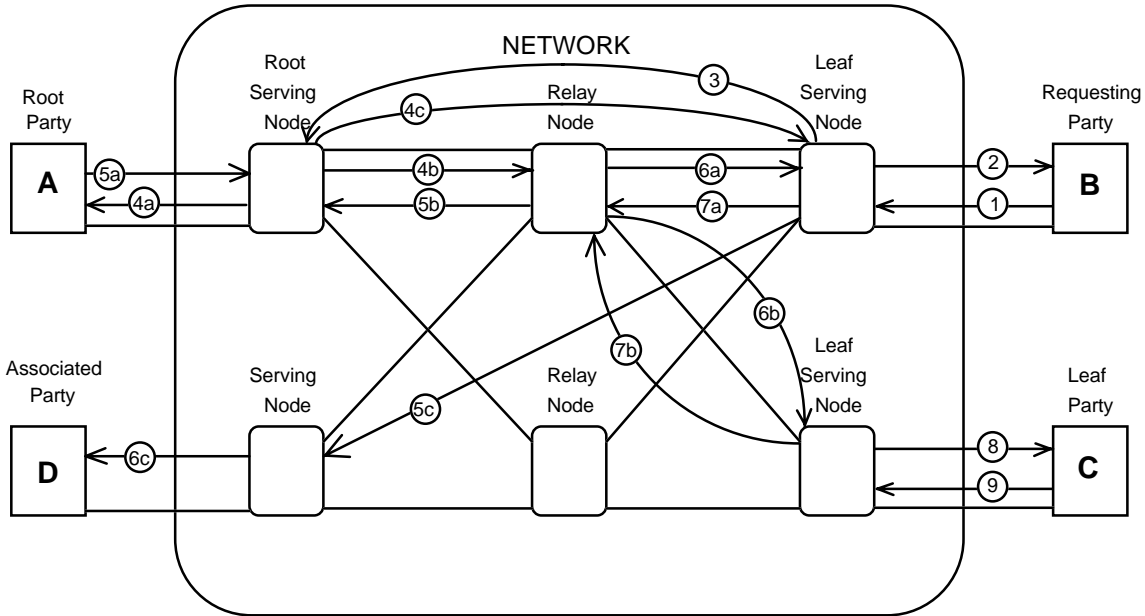 NETWORK
Root
Serving
Node
Leaf
Serving
Node
Relay
Node
Root
Party
Requesting
Party
3
4c
A
5a
4a
4b
5b
6a
7a
2
1
B
6b
7b
5c
Associated
Party
Serving
Node
Relay
Node
Leaf
Serving
Node
Leaf
Party
D
6c
8
9
C